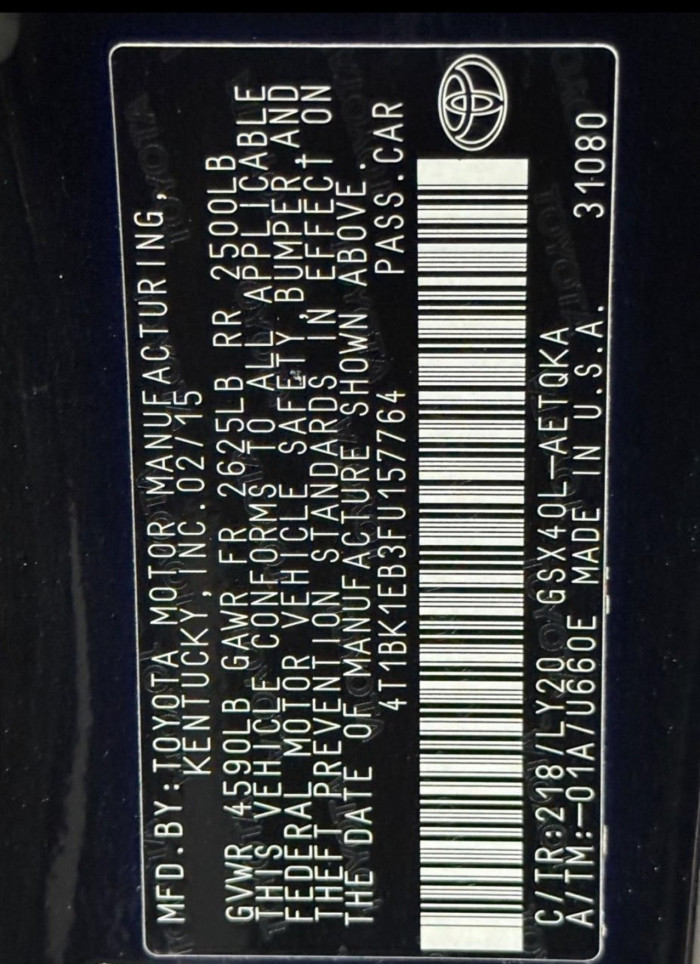 MFD.BY:TOYOTA MOTOR MANUFACTURING,
KENTUCKY,INC.02/15
GVWR 4590LB GAWR FR 2625LB RR 2500LB
THIS VEHICLE CONFORMS TO ALL APPLICABLE
FEDERAL MOTOR VEHICLE SAFETY,BUMPER,AND
THEFT PREVENTION STANDARDS IN EFFECT ON
THE DATE OF MANUFACTURE SHOWN ABOVE.
4T1BK1EB3FU157764 PASS.CAR
C/TR:218/LY20 GSX40L-AETQKA
A/TM:-01A/U660E MADE IN U.S.A. 31080